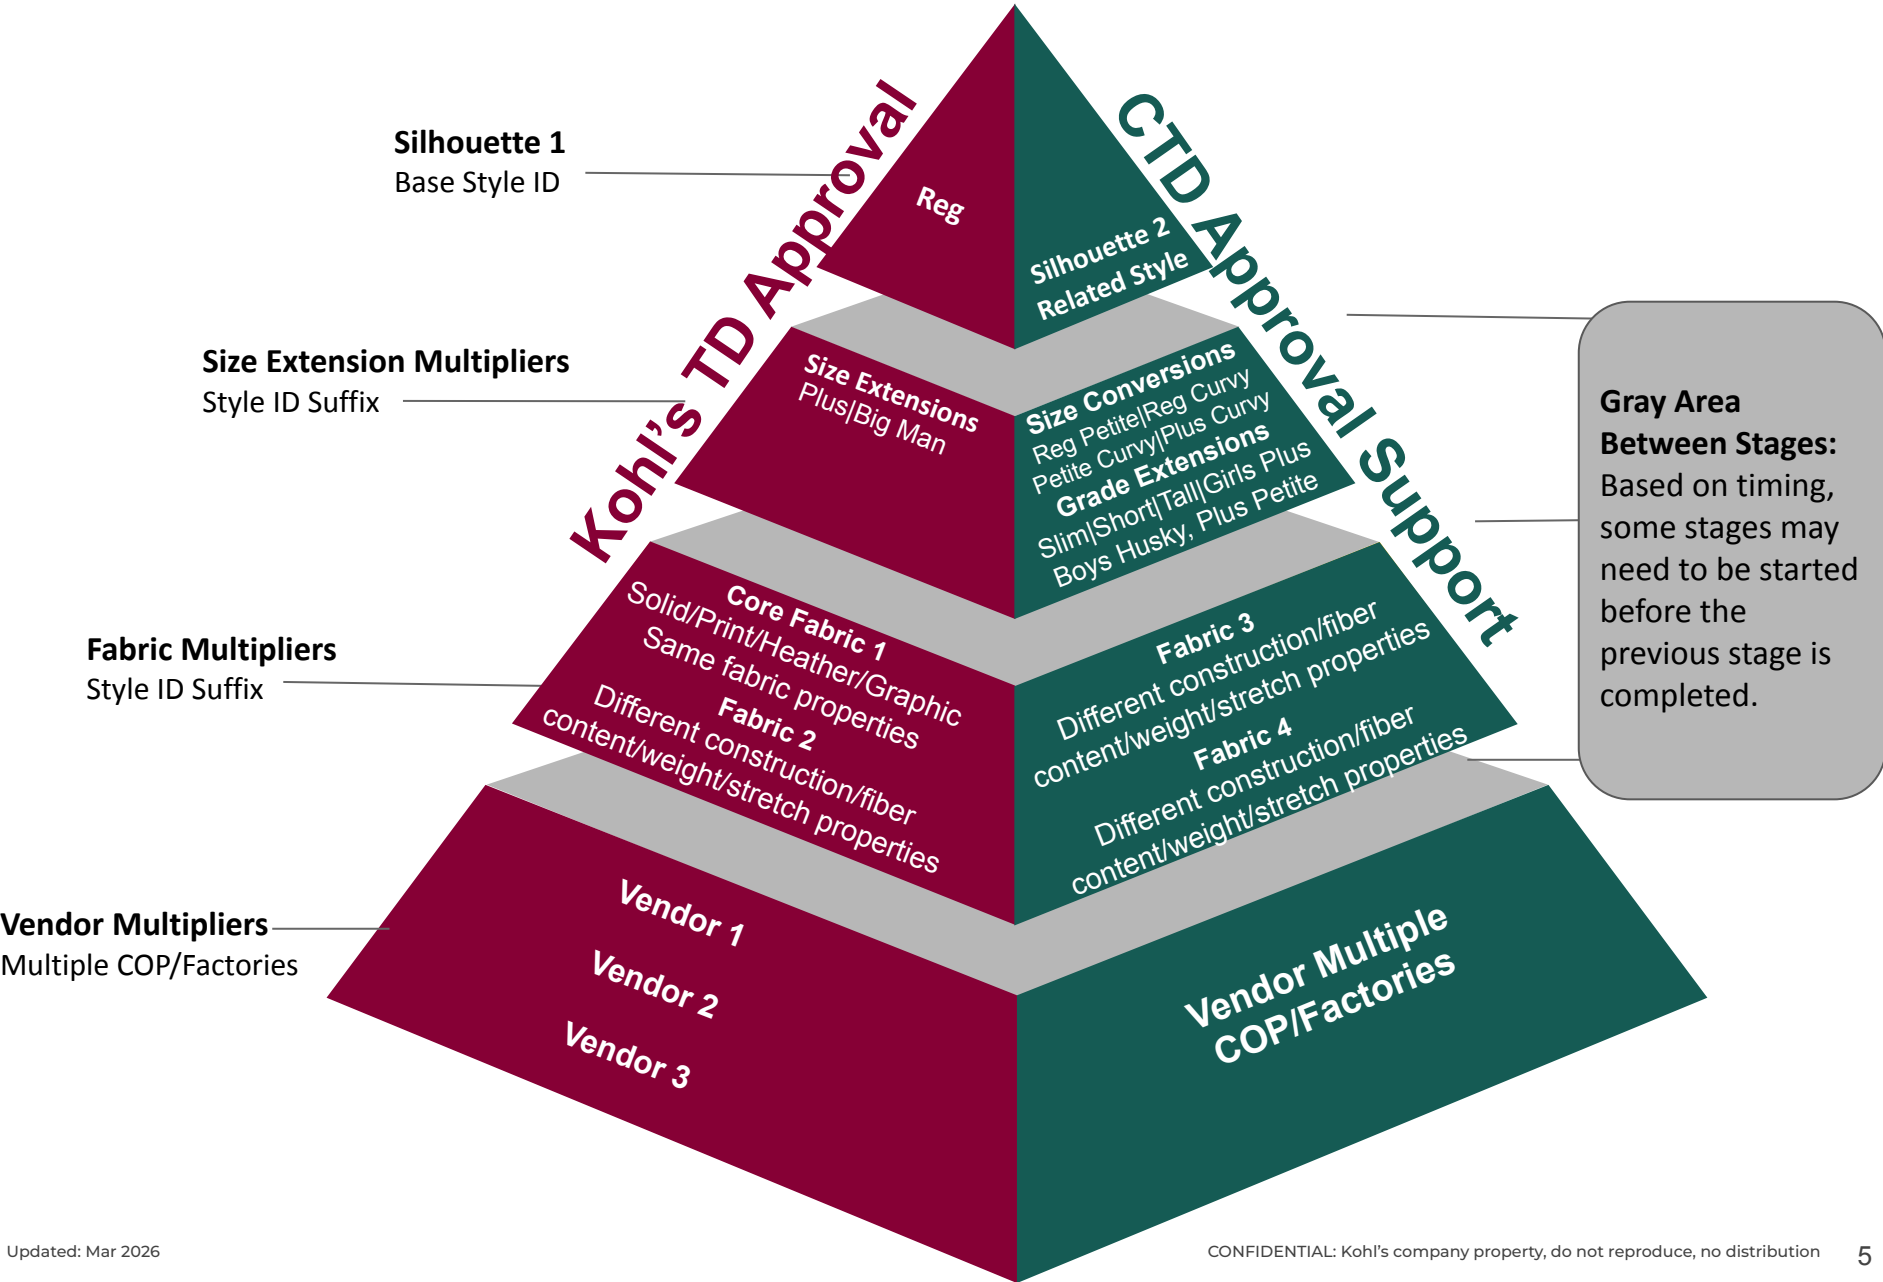 Kohl's TD Approval
CTD Approval Support
Silhouette 1
Base Style ID
Reg
Silhouette 2
Related Style
Size Extension Multipliers
Style ID Suffix
Size Extensions
Plus|Big Man
Size Conversions
Reg Petite|Reg Curvy
Petite Curvy|Plus Curvy
Grade Extensions
Slim|Short|Tall|Girls Plus
Boys Husky, Plus Petite
Gray Area
Between Stages:
Based on timing,
some stages may
need to be started
before the
previous stage is
completed.
Fabric Multipliers
Style ID Suffix
Core Fabric 1
Solid/Print/Heather/Graphic
Same fabric properties
Fabric 2
Different construction/fiber
content/weight/stretch properties
Fabric 3
Different construction/fiber
content/weight/stretch properties
Fabric 4
Different construction/fiber
content/weight/stretch properties
Vendor Multipliers
Multiple COP/Factories
Vendor 1
Vendor 2
Vendor 3
Vendor Multiple
COP/Factories
Updated: Mar 2026
CONFIDENTIAL: Kohl's company property, do not reproduce, no distribution
5